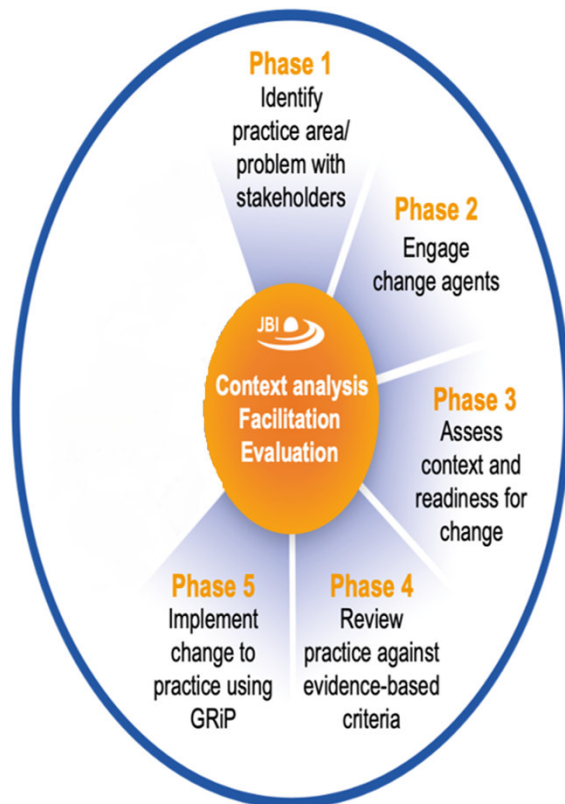 Phase 1
Identify
practice area/
problem with
stakeholders
Phase 2
Engage
change agents
Phase 3
Assess
context and
readiness for
change
Phase 4
Review
practice against
evidence-based
criteria
Phase 5
Implement
change to
practice using
GRiP
JBI
Context analysis
Facilitation
Evaluation